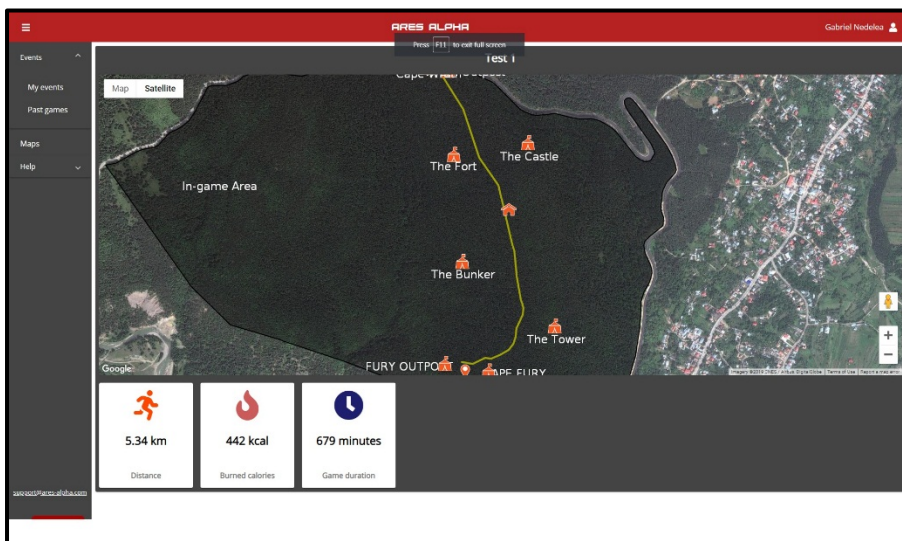 ARES ALPHA
Gabriel Nedelea
Press F11 to exit full screen
Events
Test 1
My events
Past games
Maps
Help
Map Satellite
The Castle
The Fort
In-game Area
The Bunker
The Tower
FURY OUTPOST
Google
5.34 km
Distance
442 kcal
Burned calories
679 minutes
Game duration
support@ares-alpha.com